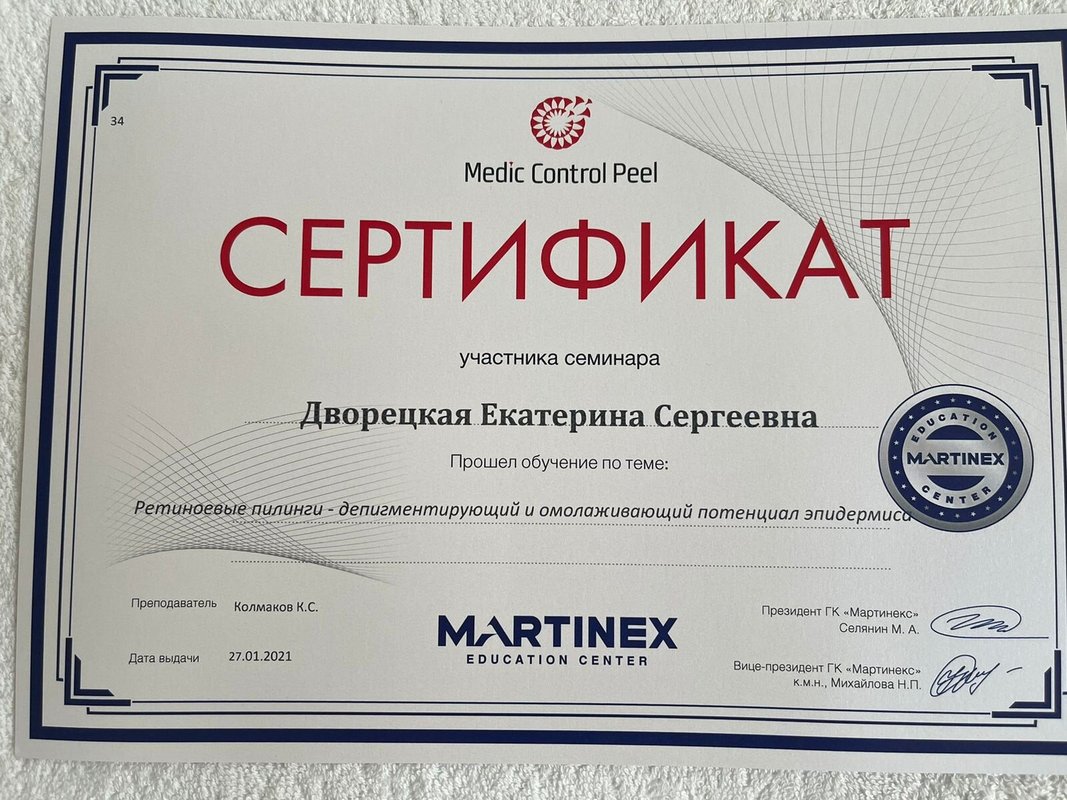 34
Medic Control Peel
СЕРТИФИКАТ
участника семинара
Дворецкая Екатерина Сергеевна
Прошел обучение по теме:
EDUCATION
MARTINEX
CENTER
Ретиноевые пилинги - депигментирующий и омолаживающий потенциал эпидермиса
Преподаватель Колмаков К.С.
Дата выдачи 27.01.2021
MARTINEX
EDUCATION CENTER
Президент ГК «Мартинекс»
Селянин М. А.
Вице-президент ГК «Мартинекс»
к.м.н., Михайлова Н.П.